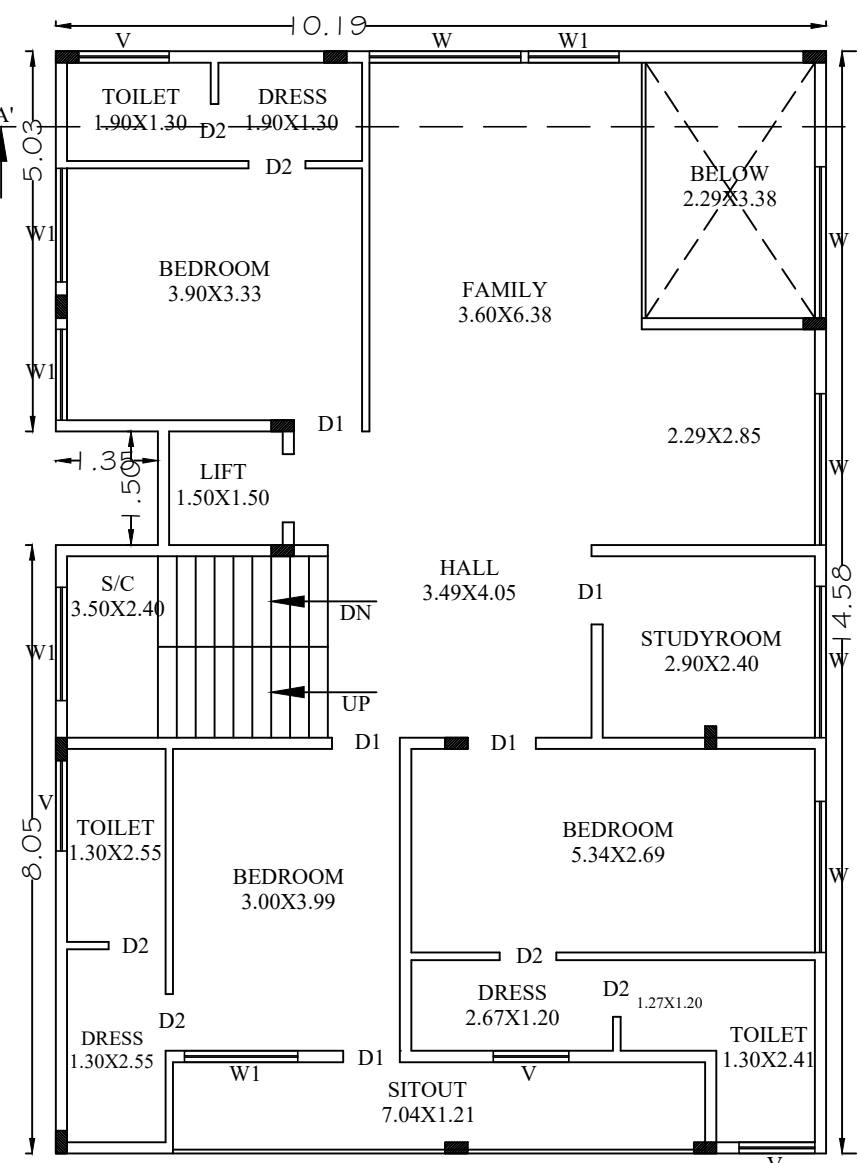 10.19
V
W
W1
TOILET
1.90X1.30
DRESS
1.90X1.30
D2
A'
5.03
D2
BELOW
2.29X3.38
W1
BEDROOM
3.90X3.33
FAMILY
3.60X6.38
W
W1
D1
2.29X2.85
W
1.35
1.50
LIFT
1.50X1.50
S/C
3.50X2.40
HALL
3.49X4.05
D1
14.58
DN
STUDYROOM
2.90X2.40
W1
W
UP
D1
D1
V
TOILET
1.30X2.55
8.05
BEDROOM
5.34X2.69
BEDROOM
3.00X3.99
W
D2
D2
DRESS
2.67X1.20
D2
1.27X1.20
D2
DRESS
1.30X2.55
TOILET
1.30X2.41
W1
D1
V
SITOUT
7.04X1.21
V